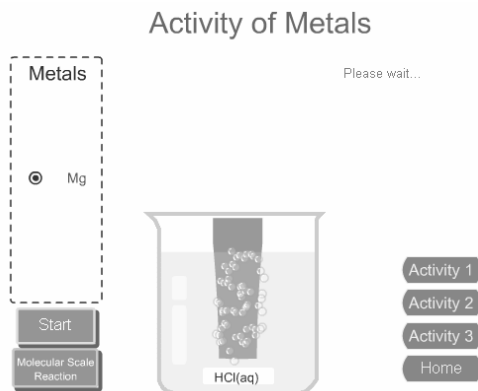 Activity of Metals
Metals
Please wait...
Mg
Activity 1
Activity 2
Activity 3
Home
Start
Molecular Scale
Reaction
HCl(aq)